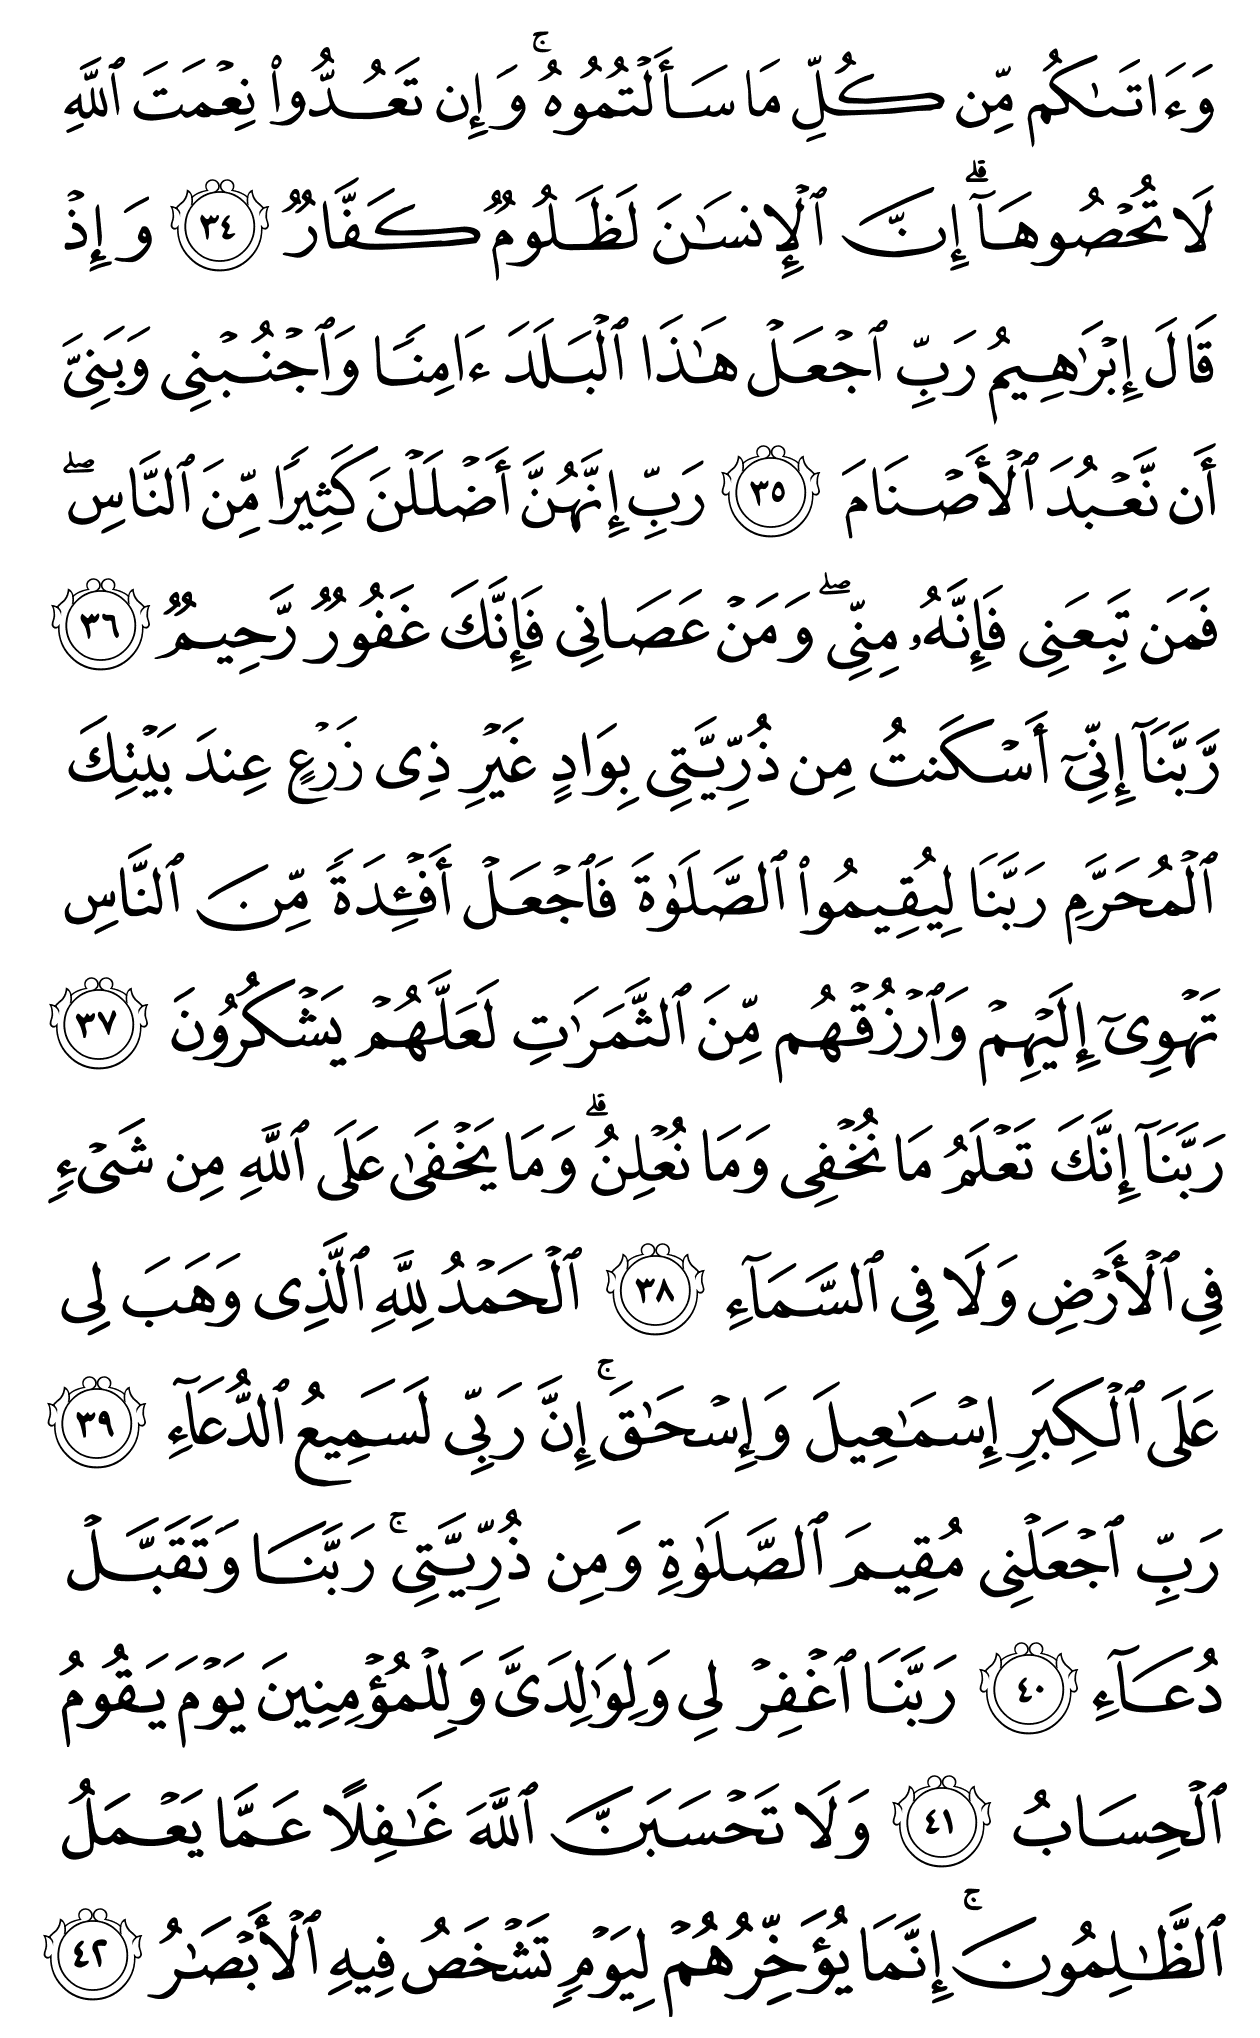 وَءَاتَىٰكُم مِّن كُلِّ مَا سَأَلۡتُمُوهُۚ وَإِن تَعُدُّواْ نِعۡمَتَ ٱللَّهِ
لَا تُحۡصُوهَآۗ إِنَّ ٱلۡإِنسَٰنَ لَظَلُومٞ كَفَّارٞ ٣٤ وَإِذۡ
قَالَ إِبۡرَٰهِيمُ رَبِّ ٱجۡعَلۡ هَٰذَا ٱلۡبَلَدَ ءَامِنٗا وَٱجۡنُبۡنِي وَبَنِيَّ
أَن نَّعۡبُدَ ٱلۡأَصۡنَامَ ٣٥ رَبِّ إِنَّهُنَّ أَضۡلَلۡنَ كَثِيرٗا مِّنَ ٱلنَّاسِۖ
فَمَن تَبِعَنِي فَإِنَّهُۥ مِنِّيۖ وَمَنۡ عَصَانِي فَإِنَّكَ غَفُورٞ رَّحِيمٞ ٣٦
رَّبَّنَآ إِنِّيٓ أَسۡكَنتُ مِن ذُرِّيَّتِي بِوَادٍ غَيۡرِ ذِي زَرۡعٍ عِندَ بَيۡتِكَ
ٱلۡمُحَرَّمِ رَبَّنَا لِيُقِيمُواْ ٱلصَّلَوٰةَ فَٱجۡعَلۡ أَفۡـِٔدَةٗ مِّنَ ٱلنَّاسِ
تَهۡوِيٓ إِلَيۡهِمۡ وَٱرۡزُقۡهُم مِّنَ ٱلثَّمَرَٰتِ لَعَلَّهُمۡ يَشۡكُرُونَ ٣٧
رَبَّنَآ إِنَّكَ تَعۡلَمُ مَا نُخۡفِي وَمَا نُعۡلِنُۗ وَمَا يَخۡفَىٰ عَلَى ٱللَّهِ مِن شَيۡءٖ
فِي ٱلۡأَرۡضِ وَلَا فِي ٱلسَّمَآءِ ٣٨ ٱلۡحَمۡدُ لِلَّهِ ٱلَّذِي وَهَبَ لِي
عَلَى ٱلۡكِبَرِ إِسۡمَٰعِيلَ وَإِسۡحَٰقَۚ إِنَّ رَبِّي لَسَمِيعُ ٱلدُّعَآءِ ٣٩
رَبِّ ٱجۡعَلۡنِي مُقِيمَ ٱلصَّلَوٰةِ وَمِن ذُرِّيَّتِيۚ رَبَّنَا وَتَقَبَّلۡ
دُعَآءِ ٤٠ رَبَّنَا ٱغۡفِرۡ لِي وَلِوَٰلِدَيَّ وَلِلۡمُؤۡمِنِينَ يَوۡمَ يَقُومُ
ٱلۡحِسَابُ ٤١ وَلَا تَحۡسَبَنَّ ٱللَّهَ غَٰفِلًا عَمَّا يَعۡمَلُ
ٱلظَّٰلِمُونَۚ إِنَّمَا يُؤَخِّرُهُمۡ لِيَوۡمٖ تَشۡخَصُ فِيهِ ٱلۡأَبۡصَٰرُ ٤٢